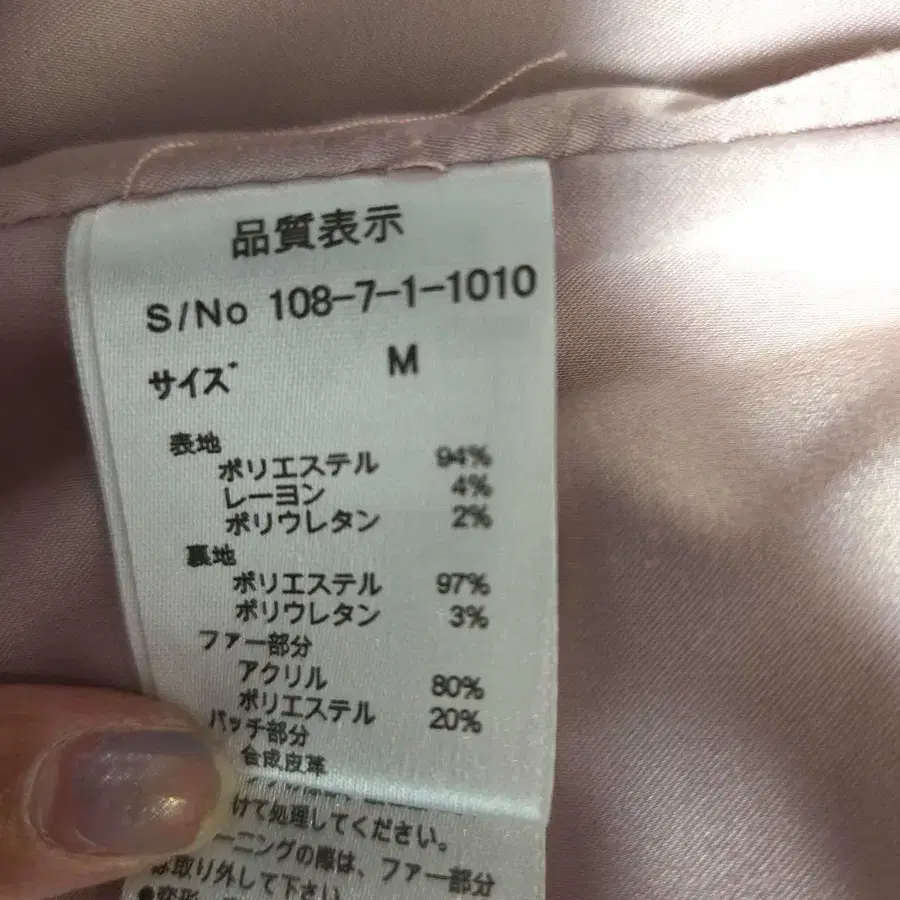 品質表示
S/No 108-7-1-1010
サイズ M
表地
ポリエステル 94%
レーヨン 4%
ポリウレタン 2%
裏地
ポリエステル 97%
ポリウレタン 3%
ファー部分
アクリル 80%
ポリエステル 20%
パッチ部分
合成皮革
けて処理してください。
ーニングの際は、ファー部分
は取り外して下さい